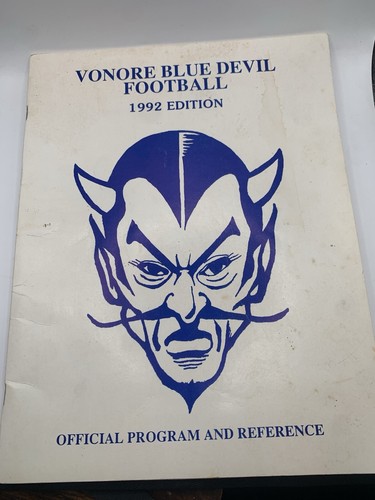 VONORE BLUE DEVIL
FOOTBALL
1992 EDITION
OFFICIAL PROGRAM AND REFERENCE